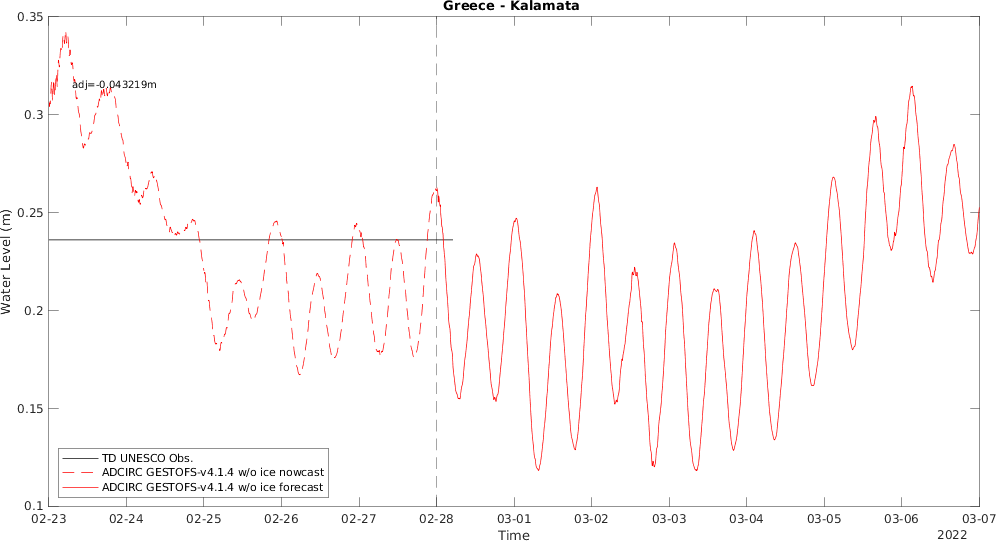 Greece - Kalamata
0.35
0.3
0.25
0.2
0.15
0.1
Water Level (m)
adj=-0.043219m
TD UNESCO Obs.
ADCIRC GESTOFS-v4.1.4 w/o ice nowcast
ADCIRC GESTOFS-v4.1.4 w/o ice forecast
02-23 02-24 02-25 02-26 02-27 02-28 03-01 03-02 03-03 03-04 03-05 03-06 03-07
Time
2022